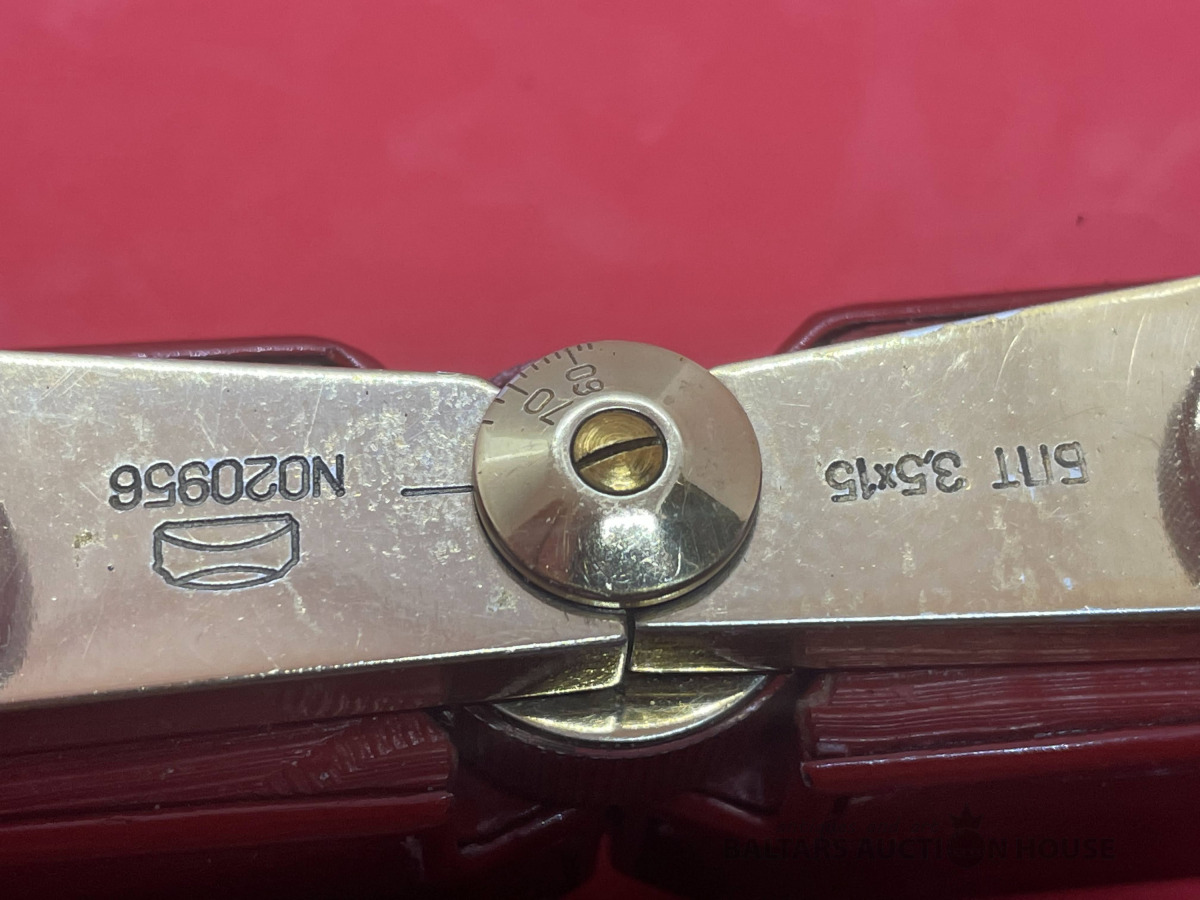 БПТ 3,5x15
60
70
N020956
BALTARS AUCTION HOUSE